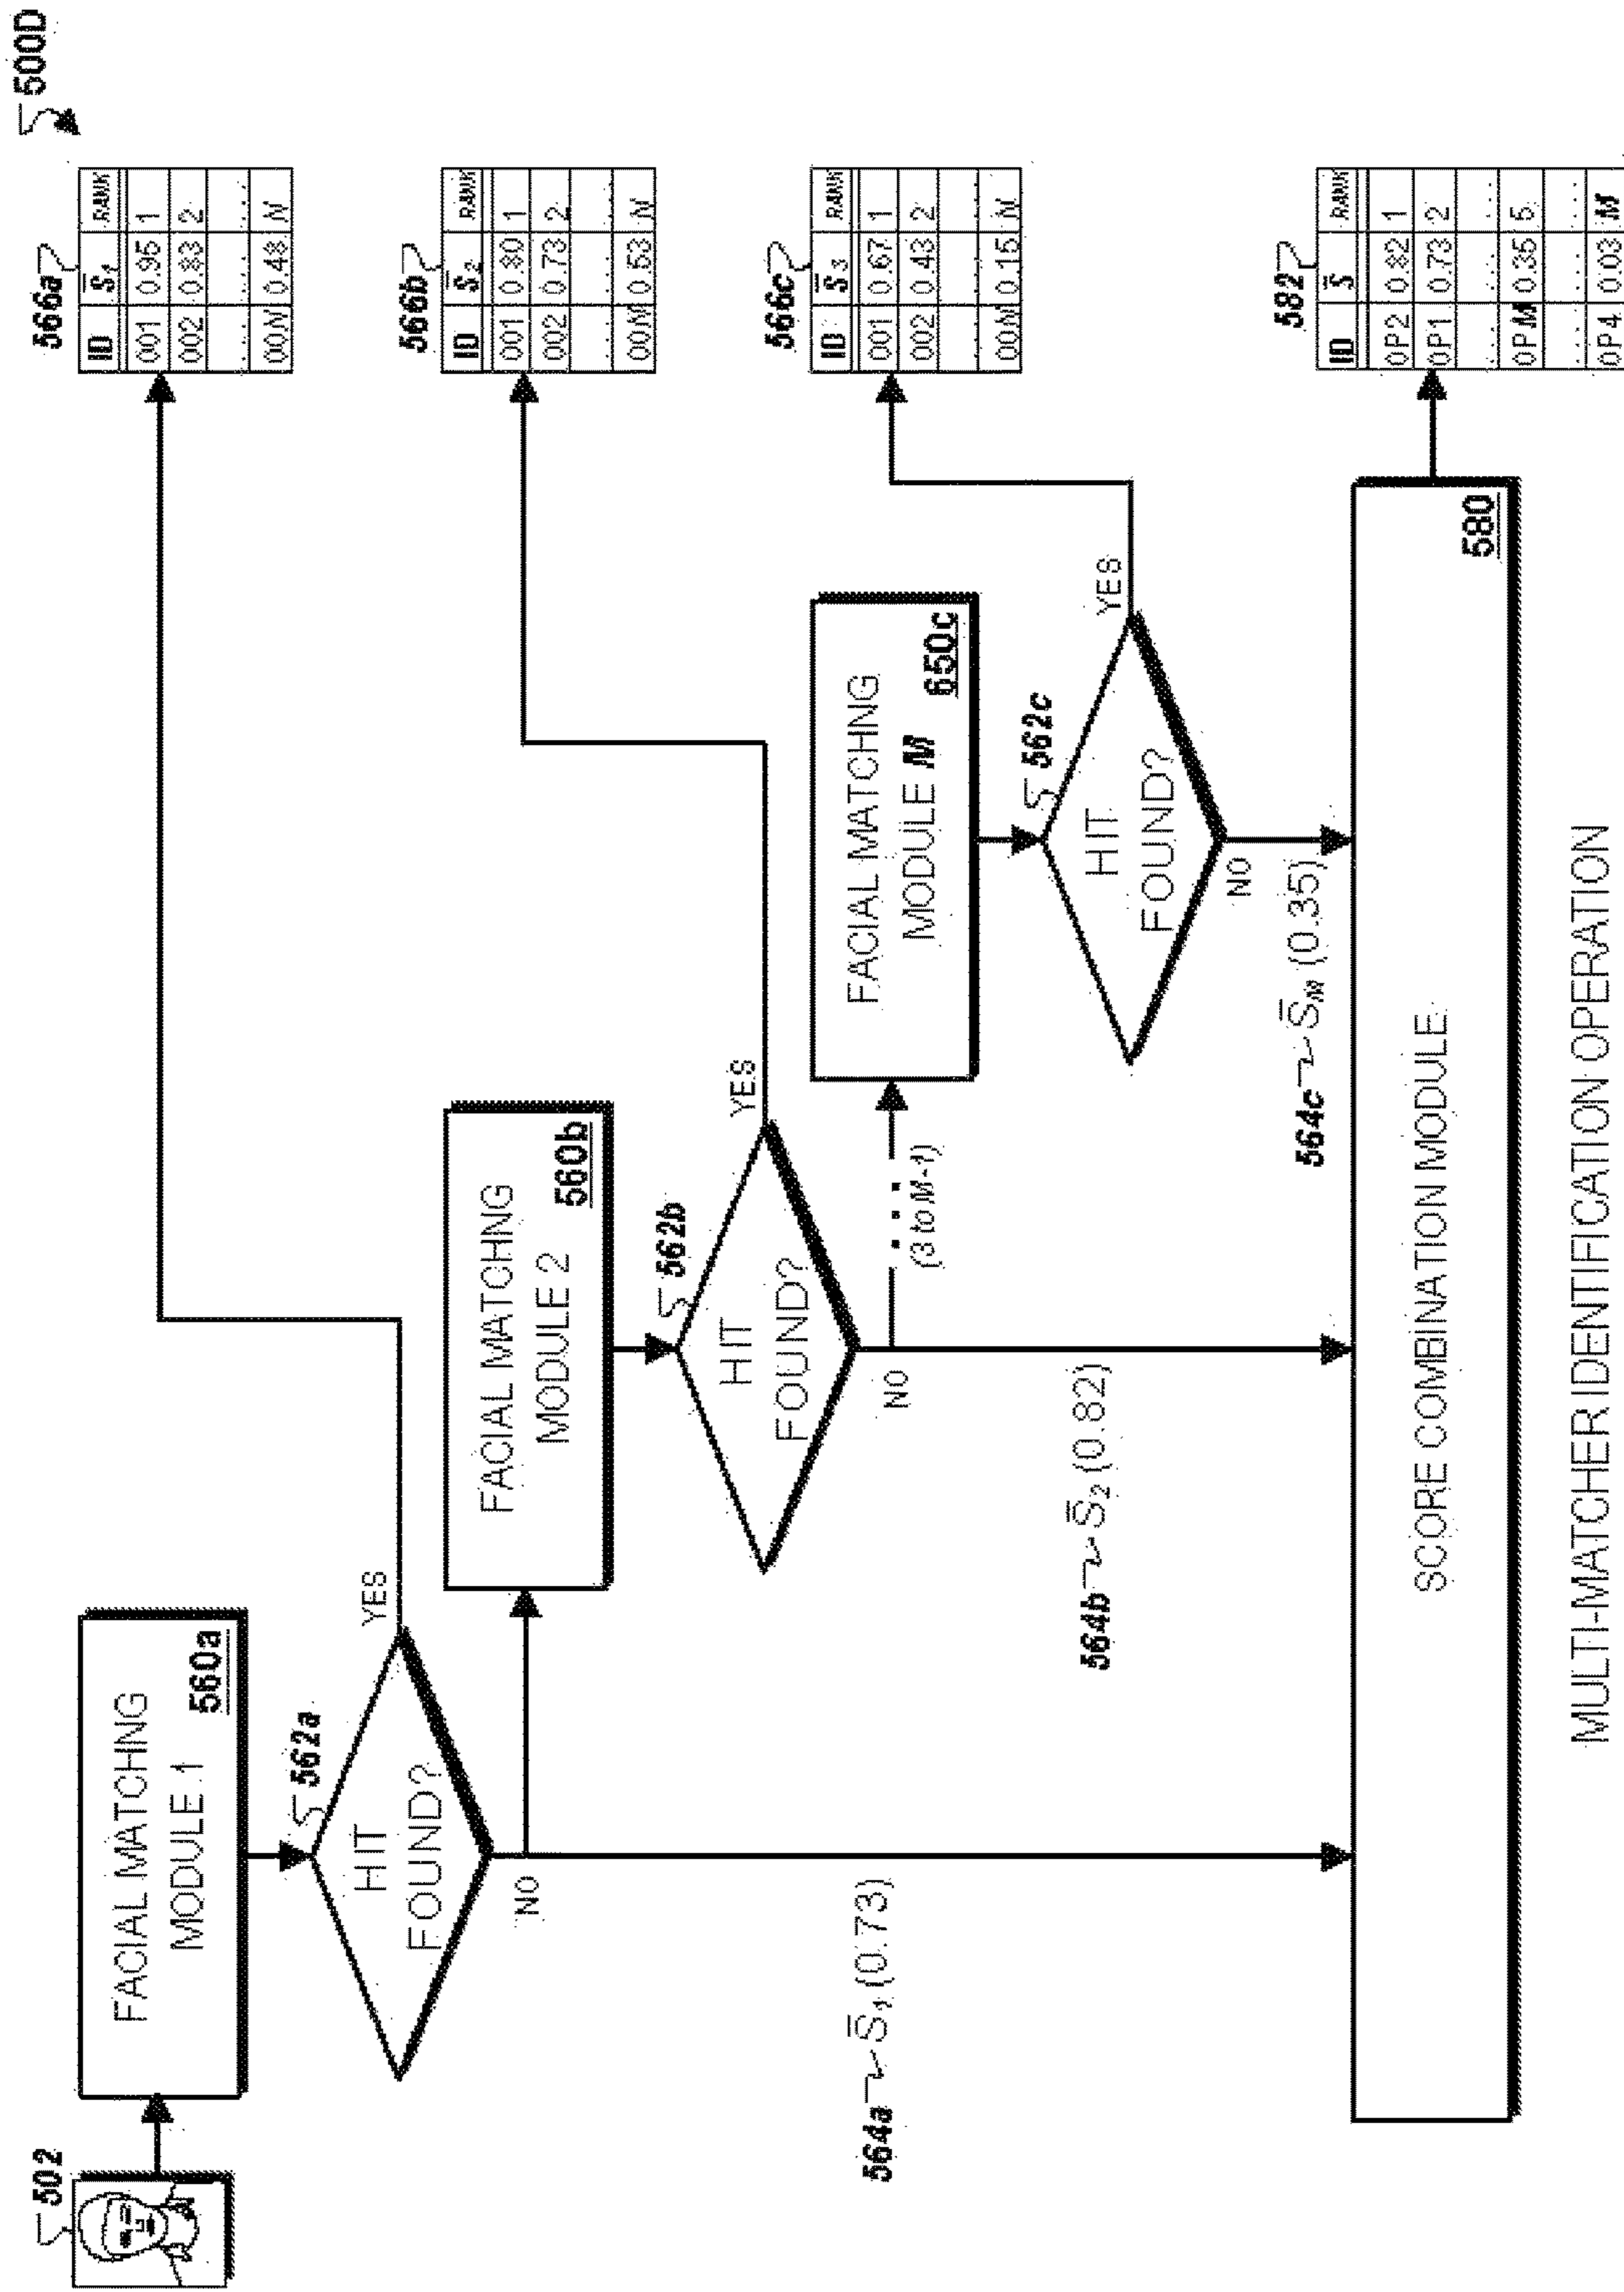 500D
502
FACIAL MATCHNG
MODULE 1
560a
562a
HIT
FOUND?
YES
NO
566a
ID S̄₁ RANK
001 0.95 1
002 0.83 2
.... ....
00N 0.48 N
FACIAL MATCHNG
MODULE 2
560b
562b
HIT
FOUND?
YES
NO
566b
ID S̄₂ RANK
001 0.80 1
002 0.73 2
.... ....
00N 0.53 N
(3 to M-1)
FACIAL MATCHNG
MODULE M
650c
562c
HIT
FOUND?
YES
NO
566c
ID S̄₃ RANK
001 0.67 1
002 0.43 2
00N 0.15 N
564a S̄₁ (0.73)
564b S̄₂ (0.82)
564c S̄M (0.35)
SCORE COMBINATION MODULE
580
582
ID S̄ RANK
OP2 0.82 1
OP1 0.73 2
.... ....
OPM 0.35 5
.... ....
OP4 0.03 M
MULTI-MATCHER IDENTIFICATION OPERATION